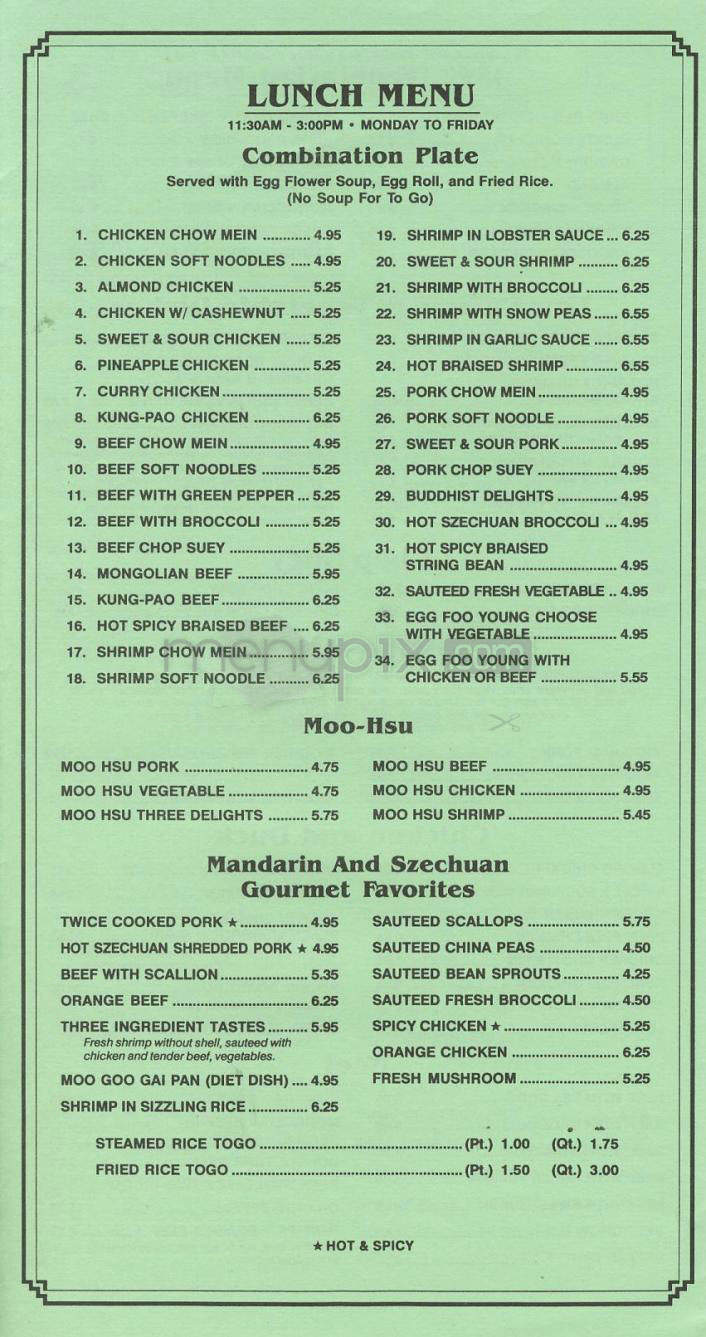 LUNCH MENU
11:30AM - 3:00PM • MONDAY TO FRIDAY
Combination Plate
Served with Egg Flower Soup, Egg Roll, and Fried Rice.
(No Soup For To Go)
1. CHICKEN CHOW MEIN ............ 4.95
2. CHICKEN SOFT NOODLES ..... 4.95
3. ALMOND CHICKEN ................. 5.25
4. CHICKEN W/ CASHEWNUT ..... 5.25
5. SWEET & SOUR CHICKEN ...... 5.25
6. PINEAPPLE CHICKEN ............. 5.25
7. CURRY CHICKEN ..................... 5.25
8. KUNG-PAO CHICKEN ............. 6.25
9. BEEF CHOW MEIN ................... 4.95
10. BEEF SOFT NOODLES ........... 5.25
11. BEEF WITH GREEN PEPPER ... 5.25
12. BEEF WITH BROCCOLI .......... 5.25
13. BEEF CHOP SUEY ................... 5.25
14. MONGOLIAN BEEF ................. 5.95
15. KUNG-PAO BEEF ..................... 6.25
16. HOT SPICY BRAISED BEEF .... 6.25
17. SHRIMP CHOW MEIN ............... 5.95
18. SHRIMP SOFT NOODLE .......... 6.25
19. SHRIMP IN LOBSTER SAUCE ... 6.25
20. SWEET & SOUR SHRIMP .......... 6.25
21. SHRIMP WITH BROCCOLI ........ 6.25
22. SHRIMP WITH SNOW PEAS ...... 6.55
23. SHRIMP IN GARLIC SAUCE ...... 6.55
24. HOT BRAISED SHRIMP ............. 6.55
25. PORK CHOW MEIN ................... 4.95
26. PORK SOFT NOODLE ............... 4.95
27. SWEET & SOUR PORK .............. 4.95
28. PORK CHOP SUEY ................... 4.95
29. BUDDHIST DELIGHTS ............... 4.95
30. HOT SZECHUAN BROCCOLI ... 4.95
31. HOT SPICY BRAISED
STRING BEAN ......................... 4.95
32. SAUTEED FRESH VEGETABLE .. 4.95
33. EGG FOO YOUNG CHOOSE
WITH VEGETABLE .................... 4.95
34. EGG FOO YOUNG WITH
CHICKEN OR BEEF ................... 5.55
menupix.com
Moo-Hsu
MOO HSU PORK ............................. 4.75
MOO HSU VEGETABLE ................... 4.75
MOO HSU THREE DELIGHTS .......... 5.75
MOO HSU BEEF .............................. 4.95
MOO HSU CHICKEN ........................ 4.95
MOO HSU SHRIMP .......................... 5.45
Mandarin And Szechuan
Gourmet Favorites
TWICE COOKED PORK ★ ................. 4.95
HOT SZECHUAN SHREDDED PORK ★ 4.95
BEEF WITH SCALLION ..................... 5.35
ORANGE BEEF ................................ 6.25
THREE INGREDIENT TASTES .......... 5.95
Fresh shrimp without shell, sauteed with
chicken and tender beef, vegetables.
MOO GOO GAI PAN (DIET DISH) .... 4.95
SHRIMP IN SIZZLING RICE ............... 6.25
SAUTEED SCALLOPS ...................... 5.75
SAUTEED CHINA PEAS ................... 4.50
SAUTEED BEAN SPROUTS .............. 4.25
SAUTEED FRESH BROCCOLI .......... 4.50
SPICY CHICKEN ★ ........................... 5.25
ORANGE CHICKEN .......................... 6.25
FRESH MUSHROOM ........................ 5.25
STEAMED RICE TOGO ................................................ (Pt.) 1.00 (Qt.) 1.75
FRIED RICE TOGO ...................................................... (Pt.) 1.50 (Qt.) 3.00
★ HOT & SPICY